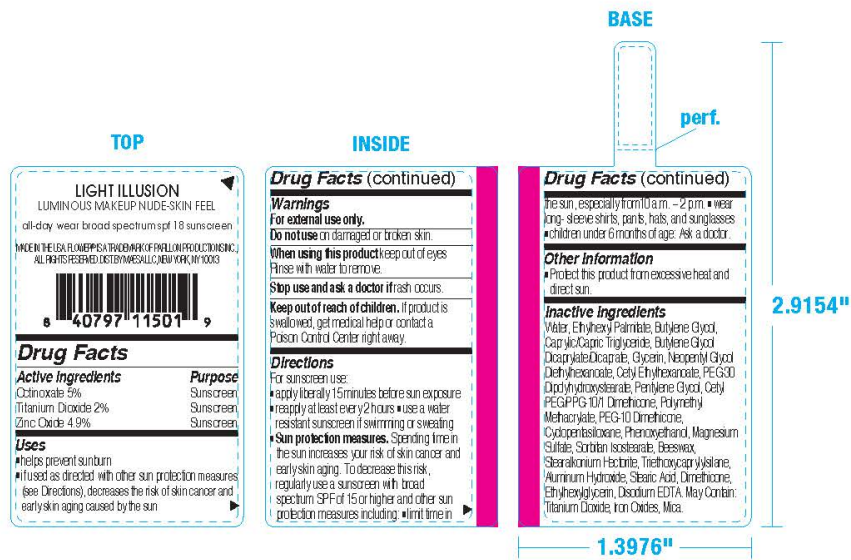 TOP
LIGHT ILLUSION
LUMINOUS MAKEUP NUDE-SKIN FEEL
all-day wear broad spectrum spf 18 sunscreen
MADE IN THE USA. FLOWER® IS A TRADEMARK OF PAPILLON PRODUCTIONS INC.,
ALL RIGHTS RESERVED. DIST. BY MAESA LLC, NEW YORK, NY 10013
8 40797 11501 9
Drug Facts
Active ingredients Purpose
Octinoxate 5% Sunscreen
Titanium Dioxide 2% Sunscreen
Zinc Oxide 4.9% Sunscreen
Uses
▪ helps prevent sunburn
▪ if used as directed with other sun protection measures
(see Directions), decreases the risk of skin cancer and
early skin aging caused by the sun
INSIDE
Drug Facts (continued)
Warnings
For external use only.
Do not use on damaged or broken skin.
When using this product keep out of eyes
Rinse with water to remove.
Stop use and ask a doctor if rash occurs.
Keep out of reach of children. If product is
swallowed, get medical help or contact a
Poison Control Center right away.
Directions
For sunscreen use:
▪ apply liberally 15 minutes before sun exposure
▪ reapply at least every 2 hours ▪ use a water
resistant sunscreen if swimming or sweating
▪ Sun protection measures. Spending time in
the sun increases your risk of skin cancer and
early skin aging. To decrease this risk,
regularly use a sunscreen with broad
spectrum SPF of 15 or higher and other sun
protection measures including: ▪ limit time in
BASE
perf.
Drug Facts (continued)
the sun, especially from 10 a.m. – 2 p.m. ▪ wear
long- sleeve shirts, pants, hats, and sunglasses
▪ children under 6 months of age: Ask a doctor.
Other information
▪ Protect this product from excessive heat and
direct sun.
Inactive ingredients
Water, Ethylhexyl Palmitate, Butylene Glycol,
Caprylic/Capric Triglyceride, Butylene Glycol
Dicaprylate/Dicaprate, Glycerin, Neopentyl Glycol
Diethylhexanoate, Cetyl Ethylhexanoate, PEG-30
Dipolyhydroxystearate, Pentylene Glycol, Cetyl
PEG/PPG-10/1 Dimethicone, Polymethyl
Methacrylate, PEG-10 Dimethicone,
Cyclopentasiloxane, Phenoxyethanol, Magnesium
Sulfate, Sorbitan Isostearate, Beeswax,
Stearalkonium Hectorite, Triethoxycaprylylsilane,
Aluminum Hydroxide, Stearic Acid, Dimethicone,
Ethylhexylglycerin, Disodium EDTA. May Contain:
Titanium Dioxide, Iron Oxides, Mica.
2.9154"
1.3976"